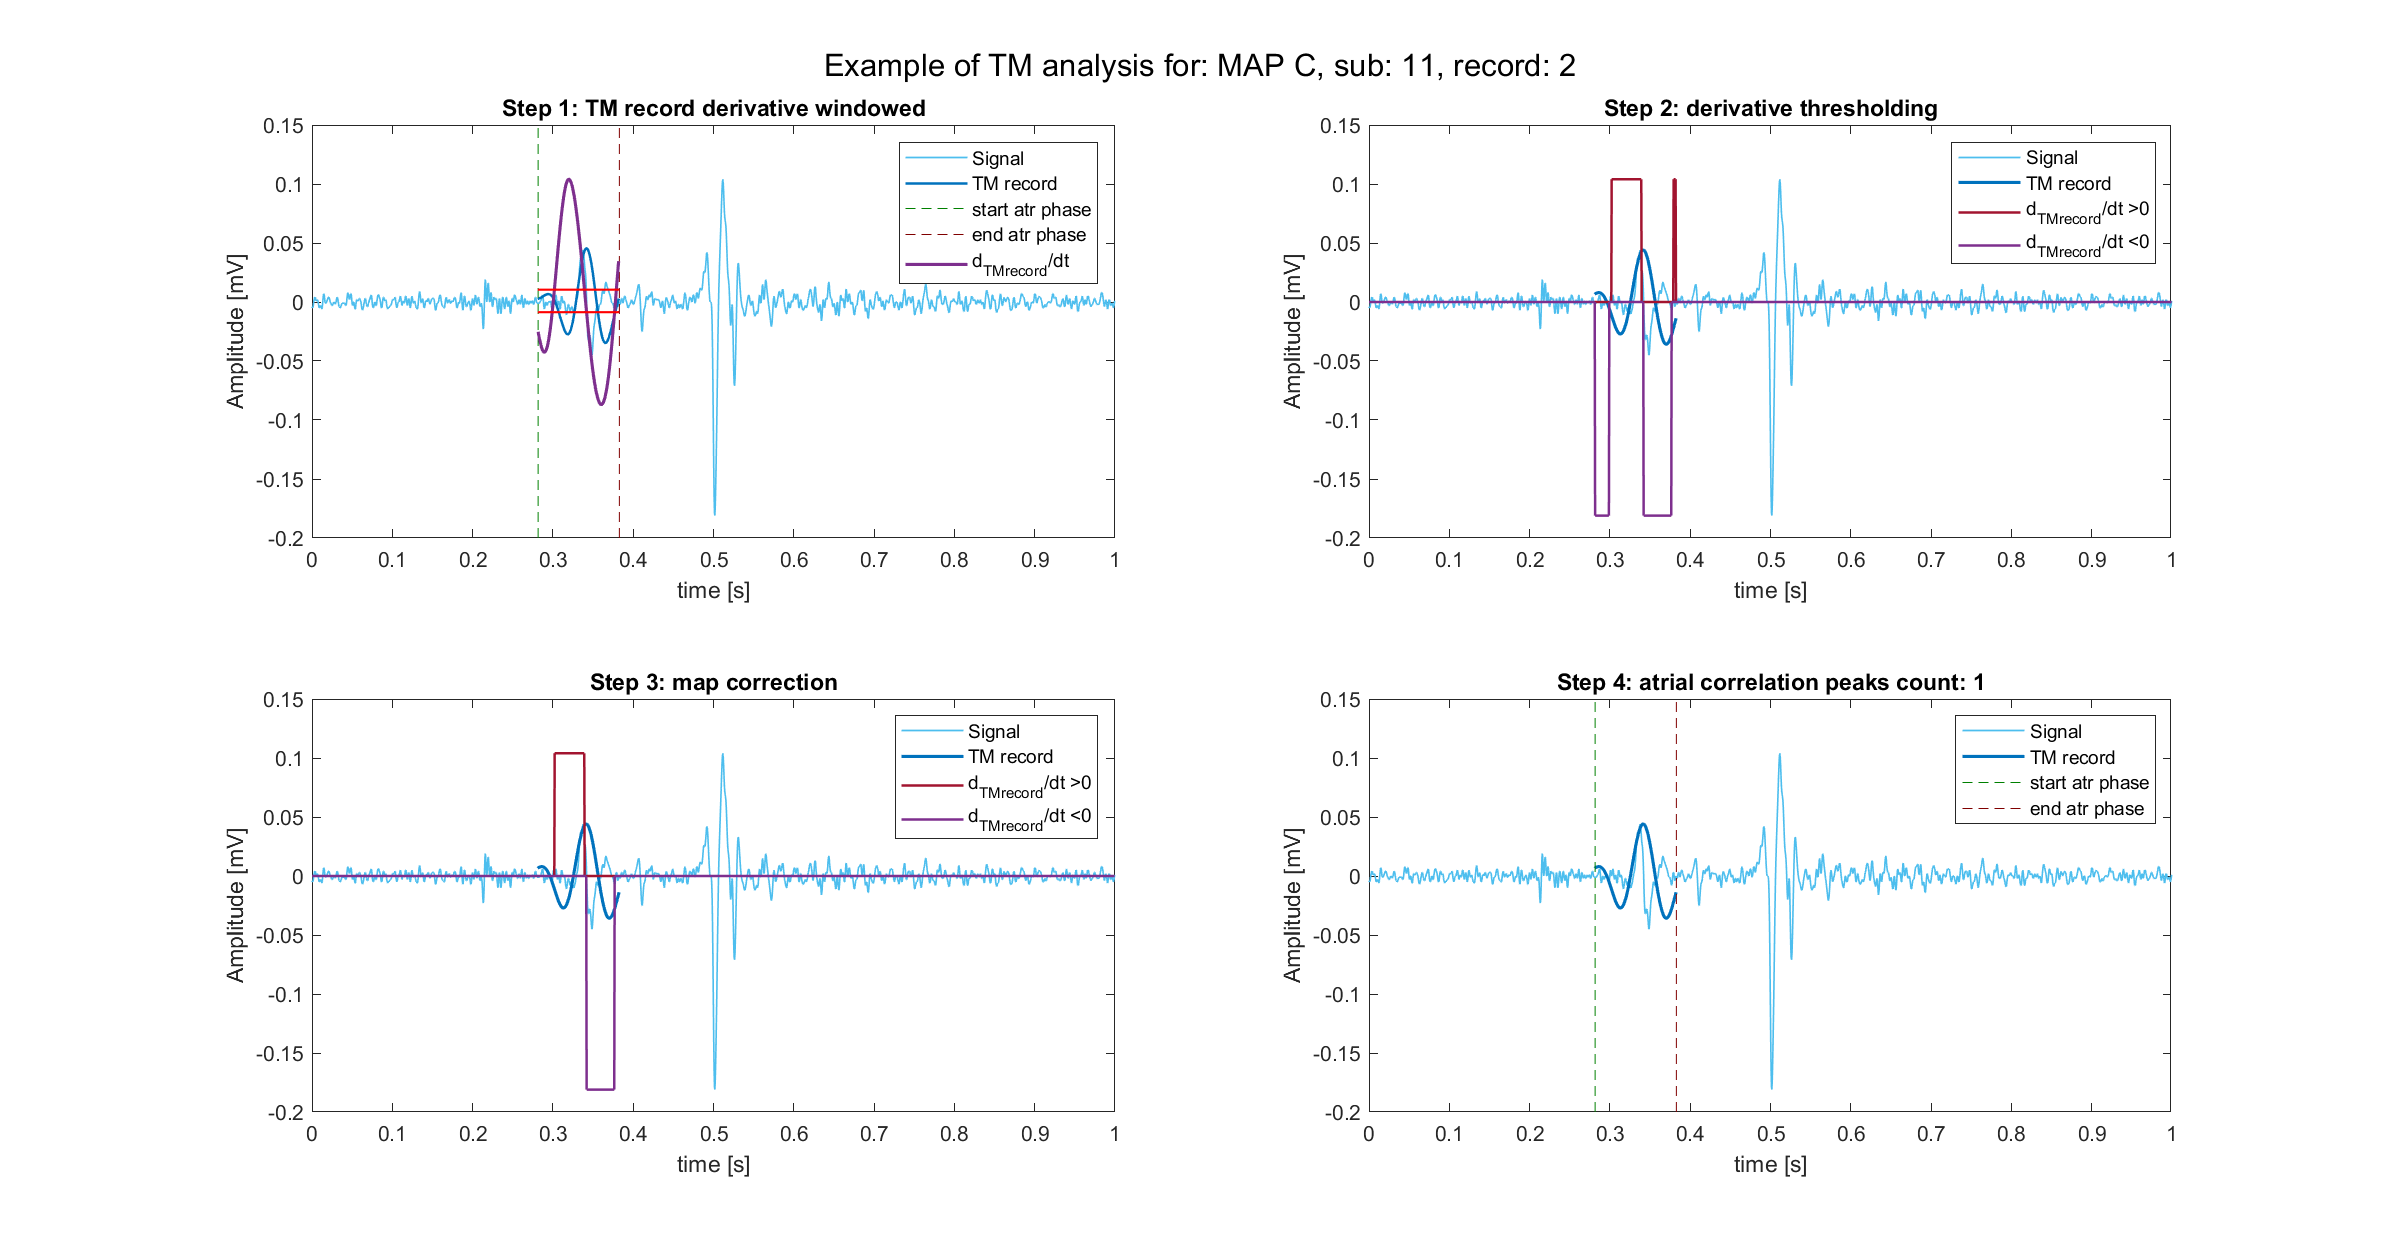 Example of TM analysis for: MAP C, sub: 11, record: 2
Step 1: TM record derivative windowed
0.15
0.1
0.05
0
-0.05
-0.1
-0.15
-0.2
Amplitude [mV]
0 0.1 0.2 0.3 0.4 0.5 0.6 0.7 0.8 0.9 1
time [s]
Signal
TM record
start atr phase
end atr phase
dTMrecord/dt
Step 2: derivative thresholding
0.15
0.1
0.05
0
-0.05
-0.1
-0.15
-0.2
Amplitude [mV]
0 0.1 0.2 0.3 0.4 0.5 0.6 0.7 0.8 0.9 1
time [s]
Signal
TM record
dTMrecord/dt >0
dTMrecord/dt <0
Step 3: map correction
0.15
0.1
0.05
0
-0.05
-0.1
-0.15
-0.2
Amplitude [mV]
0 0.1 0.2 0.3 0.4 0.5 0.6 0.7 0.8 0.9 1
time [s]
Signal
TM record
dTMrecord/dt >0
dTMrecord/dt <0
Step 4: atrial correlation peaks count: 1
0.15
0.1
0.05
0
-0.05
-0.1
-0.15
-0.2
Amplitude [mV]
0 0.1 0.2 0.3 0.4 0.5 0.6 0.7 0.8 0.9 1
time [s]
Signal
TM record
start atr phase
end atr phase